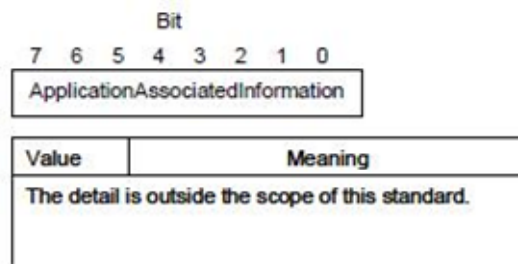 Bit
7 6 5 4 3 2 1 0
ApplicationAssociatedInformation
Value Meaning
The detail is outside the scope of this standard.